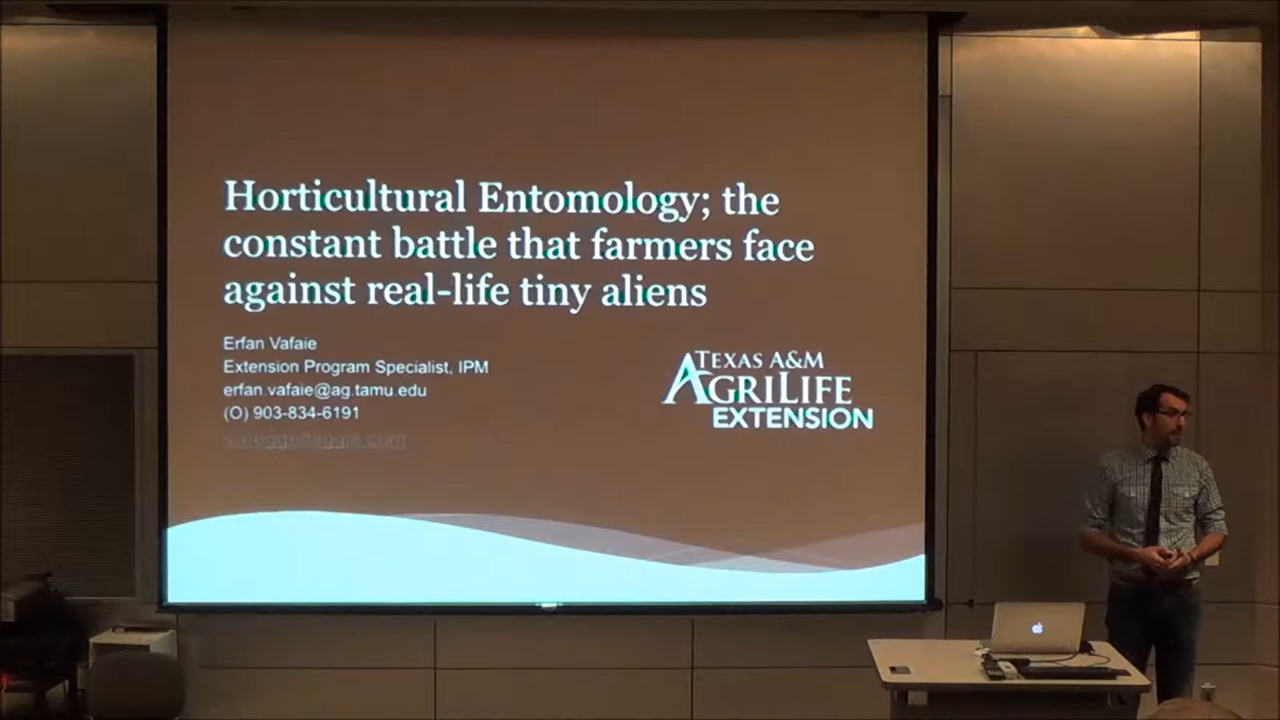 Horticultural Entomology; the
constant battle that farmers face
against real-life tiny aliens
Erfan Vafaie
Extension Program Specialist, IPM
erfan.vafaie@ag.tamu.edu
(O) 903-834-6191
TEXAS A&M
AGRILIFE
EXTENSION